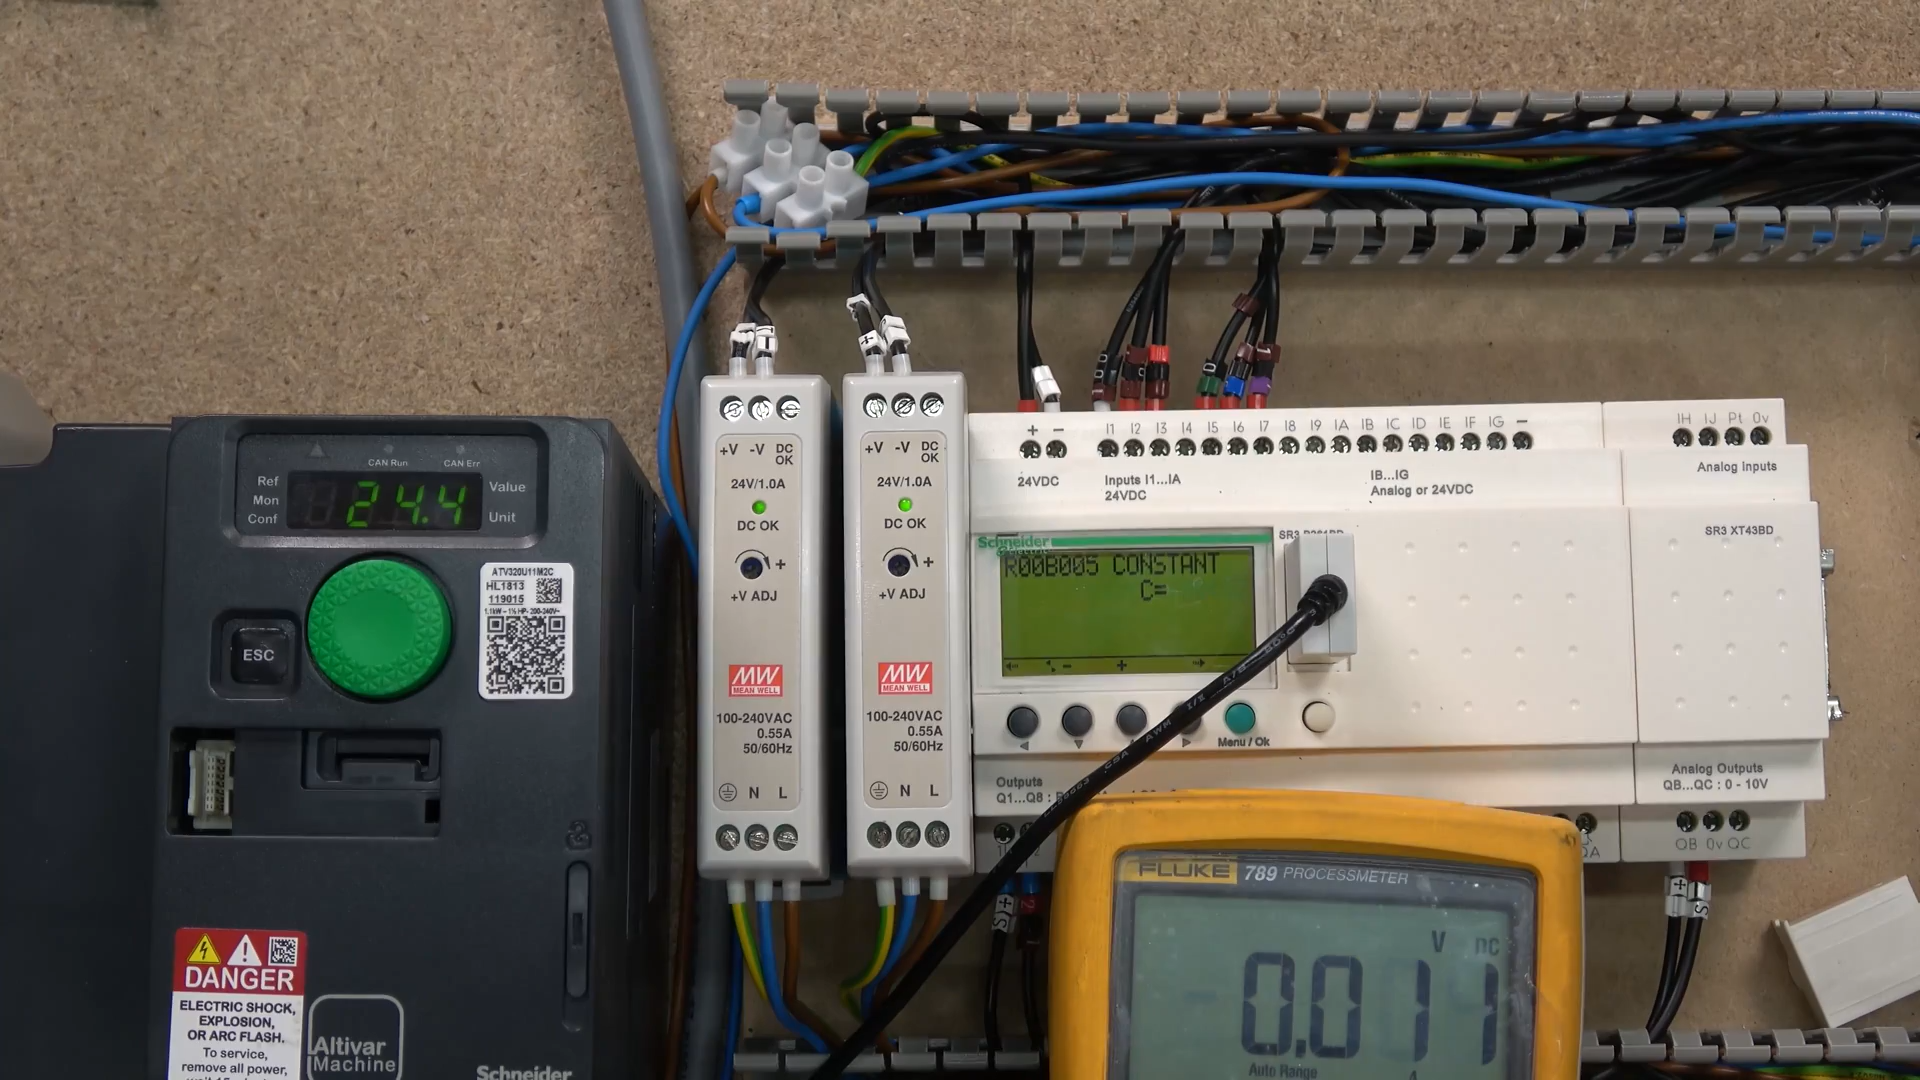 CAN Run
CAN Err
Ref
Mon
Conf
24.4
Value
Unit
ESC
ATV320U11M2C
HL1813
119015
DANGER
ELECTRIC SHOCK,
EXPLOSION,
OR ARC FLASH.
To service,
remove all power,
Altivar
Machine
Schneider
+V -V DC OK
24V/1.0A
DC OK
+
+V ADJ
MW
MEAN WELL
100-240VAC
0.55A
50/60Hz
N L
+V -V DC OK
24V/1.0A
DC OK
+
+V ADJ
MW
MEAN WELL
100-240VAC
0.55A
50/60Hz
N L
+ -
24VDC
I1 I2 I3 I4 I5 I6 I7 I8 I9 IA IB IC ID IE IF IG -
Inputs I1...IA
24VDC
IB...IG
Analog or 24VDC
Schneider
Electric
R00B005 CONSTANT
C=
Menu / Ok
Outputs
IH IJ Pt 0v
Analog Inputs
SR3 XT43BD
Analog Outputs
QB...QC : 0 - 10V
QB 0v QC
FLUKE 789 PROCESSMETER
V DC
0.011
Auto Range